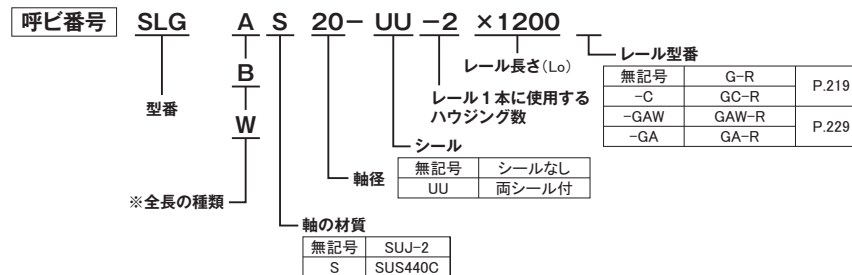 呼ビ番号 SLG A S 20- UU -2 ×1200
B
W
型番
※全長の種類
レール型番
無記号 G-R P.219
-C GC-R
-GAW GAW-R P.229
-GA GA-R
レール長さ(Lo)
レール1本に使用する
ハウジング数
シール
無記号 シールなし
UU 両シール付
軸径
軸の材質
無記号 SUJ-2
S SUS440C